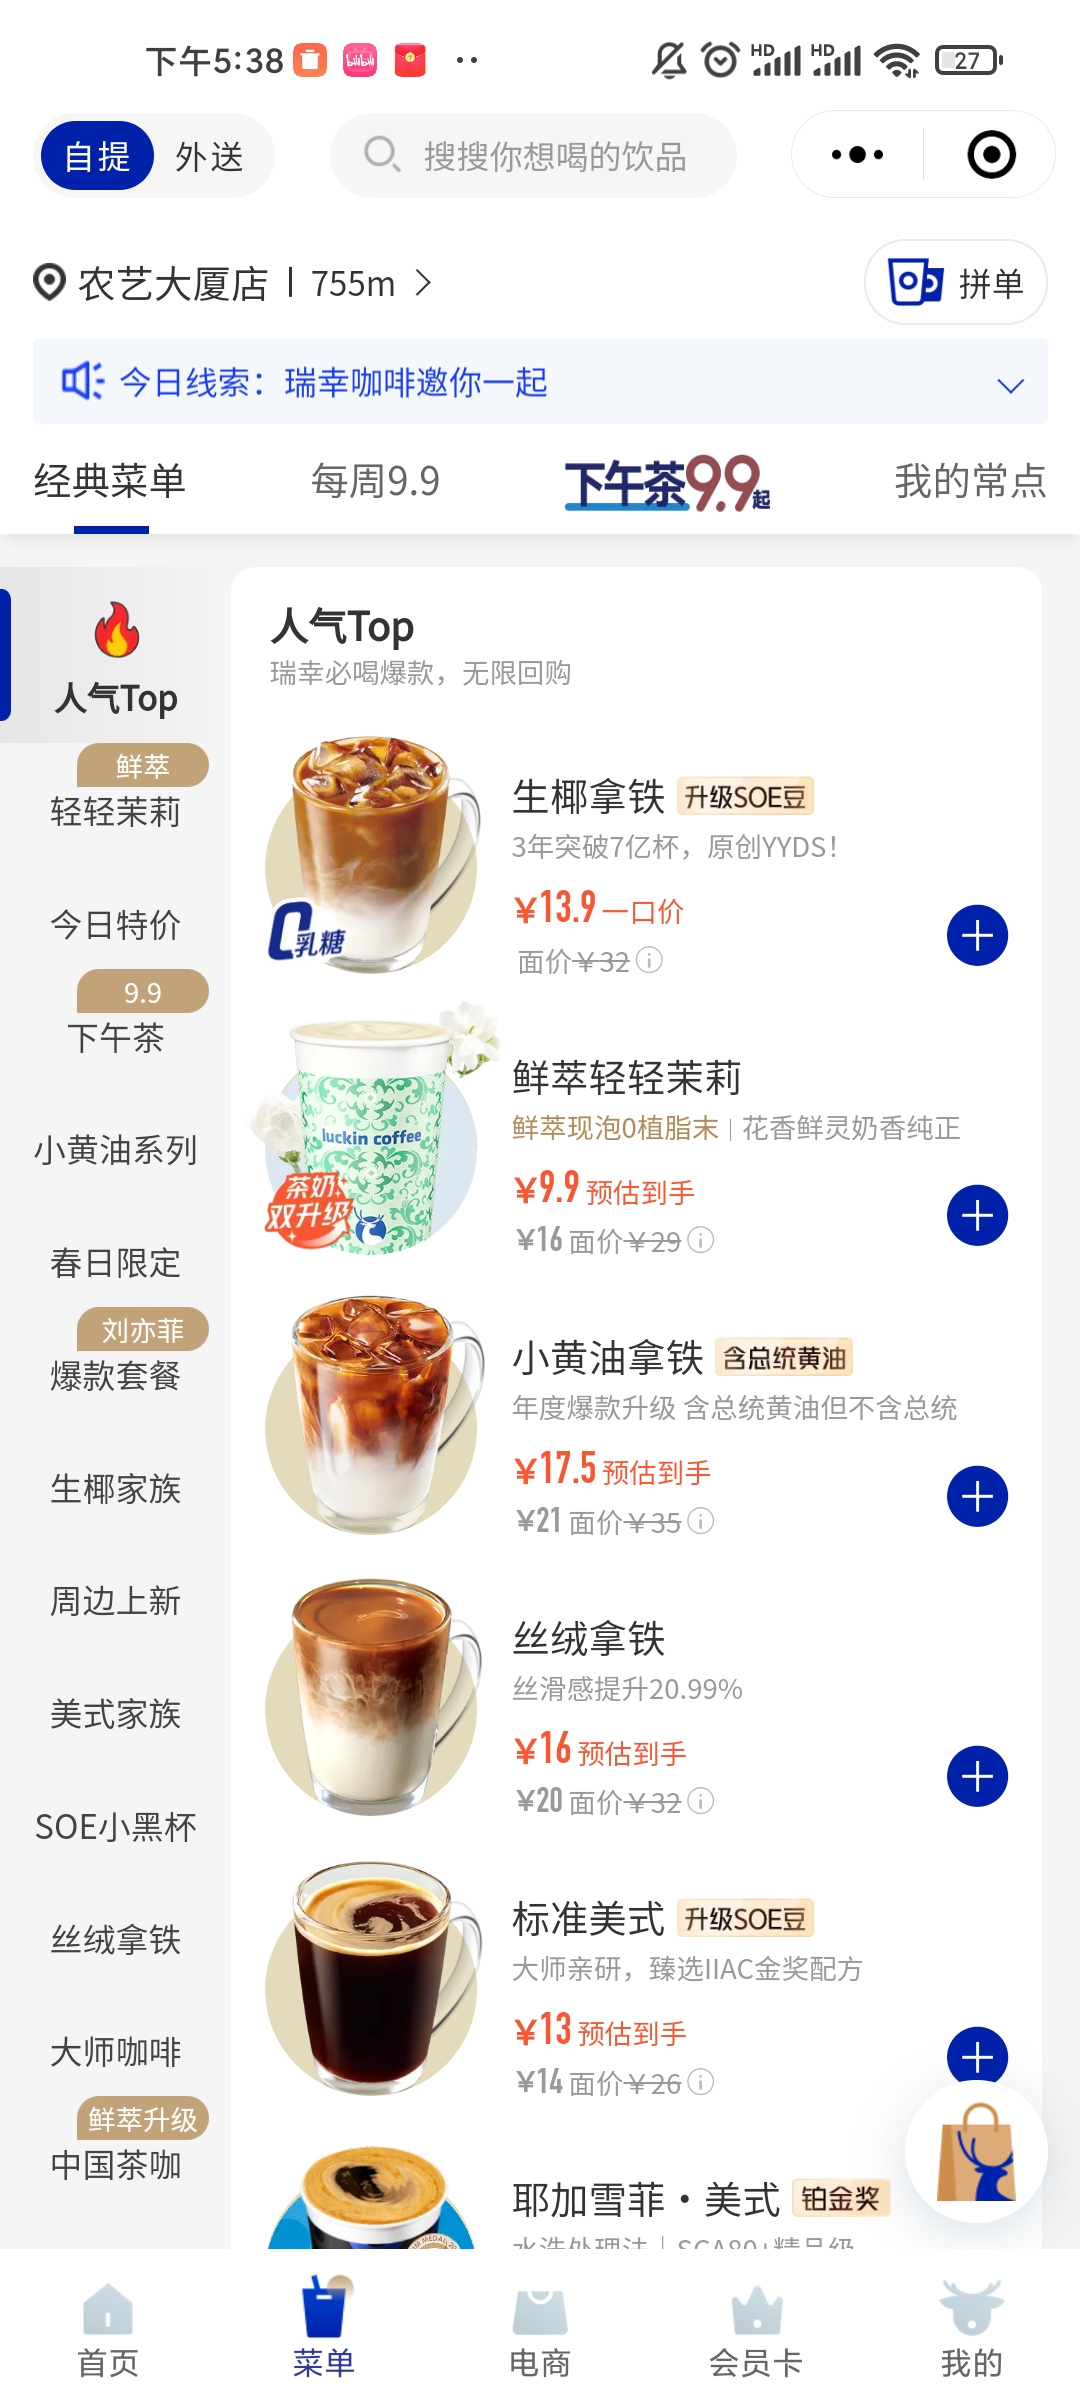 下午5:38
HD HD 27
自提 外送 搜搜你想喝的饮品
农艺大厦店 | 755m
拼单
今日线索：瑞幸咖啡邀你一起
经典菜单 每周9.9 下午茶9.9起 我的常点
人气Top
鲜萃
轻轻茉莉
今日特价
9.9
下午茶
小黄油系列
春日限定
刘亦菲
爆款套餐
生椰家族
周边上新
美式家族
SOE小黑杯
丝绒拿铁
大师咖啡
鲜萃升级
中国茶咖
人气Top
瑞幸必喝爆款，无限回购
0乳糖
生椰拿铁 升级SOE豆
3年突破7亿杯，原创YYDS！
¥13.9 一口价
面价¥32
luckin coffee
茶奶
双升级
鲜萃轻轻茉莉
鲜萃现泡0植脂末 | 花香鲜灵奶香纯正
¥9.9 预估到手
¥16 面价¥29
小黄油拿铁 含总统黄油
年度爆款升级 含总统黄油但不含总统
¥17.5 预估到手
¥21 面价¥35
丝绒拿铁
丝滑感提升20.99%
¥16 预估到手
¥20 面价¥32
标准美式 升级SOE豆
大师亲研，臻选IIAC金奖配方
¥13 预估到手
¥14 面价¥26
耶加雪菲·美式 铂金奖
水洗处理法 | SCA80+精品级
首页 菜单 电商 会员卡 我的